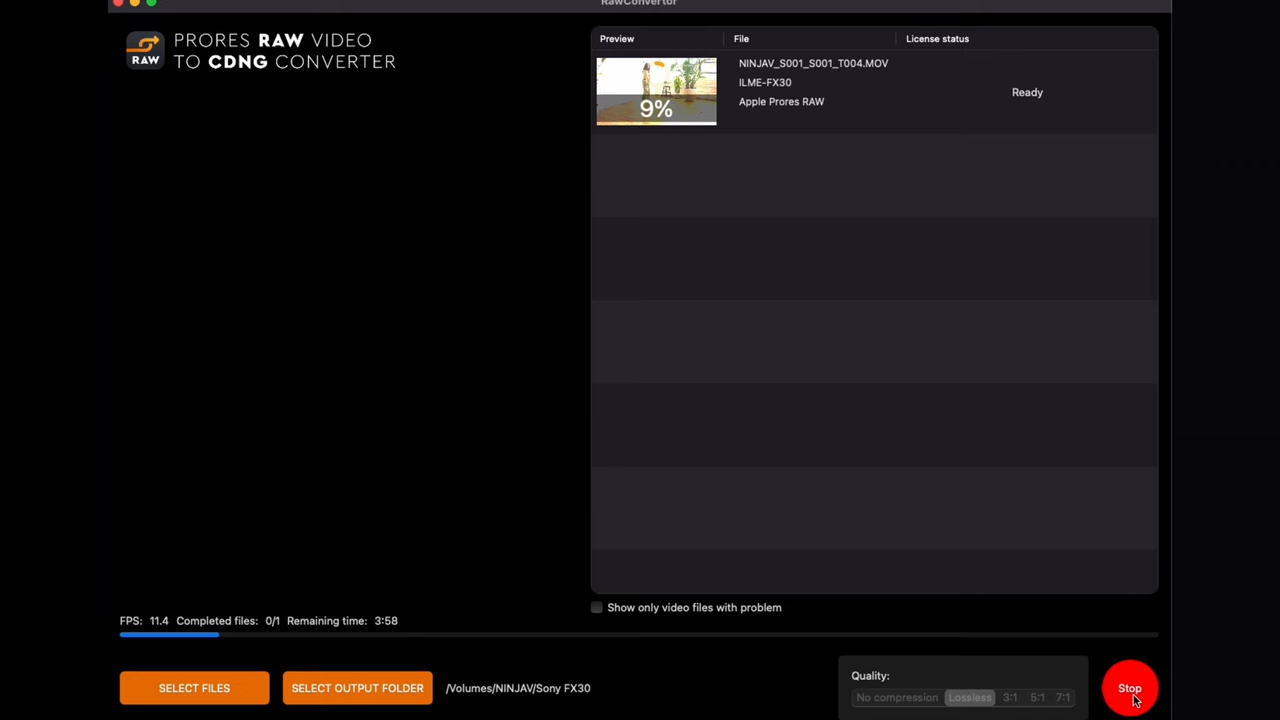 RawConvertor
RAW
PRORES RAW VIDEO
TO CDNG CONVERTER
Preview
File
License status
9%
NINJAV_S001_S001_T004.MOV
ILME-FX30
Apple Prores RAW
Ready
Show only video files with problem
FPS: 11.4 Completed files: 0/1 Remaining time: 3:58
SELECT FILES
SELECT OUTPUT FOLDER
/Volumes/NINJAV/Sony FX30
Quality:
No compression Lossless 3:1 5:1 7:1
Stop